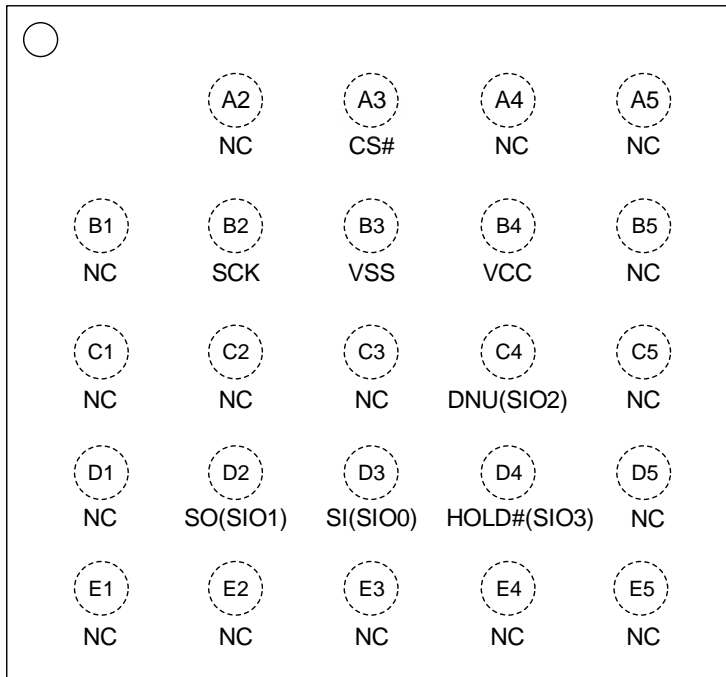 A2 A3 A4 A5
NC CS# NC NC
B1 B2 B3 B4 B5
NC SCK VSS VCC NC
C1 C2 C3 C4 C5
NC NC NC DNU(SIO2) NC
D1 D2 D3 D4 D5
NC SO(SIO1) SI(SIO0) HOLD#(SIO3) NC
E1 E2 E3 E4 E5
NC NC NC NC NC